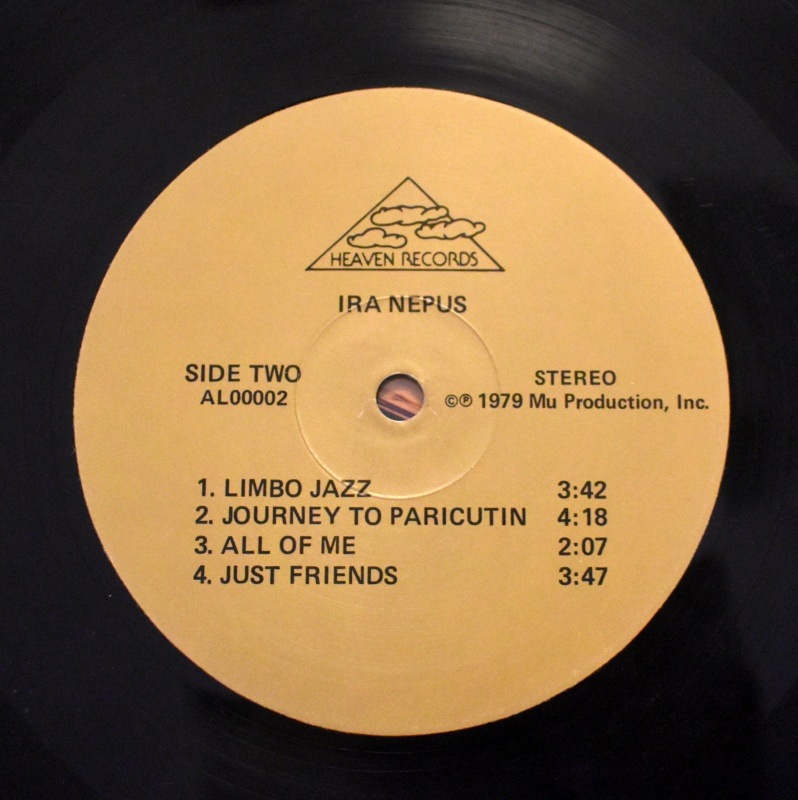 HEAVEN RECORDS
IRA NEPUS
SIDE TWO
AL00002
STEREO
©℗ 1979 Mu Production, Inc.
1. LIMBO JAZZ 3:42
2. JOURNEY TO PARICUTIN 4:18
3. ALL OF ME 2:07
4. JUST FRIENDS 3:47